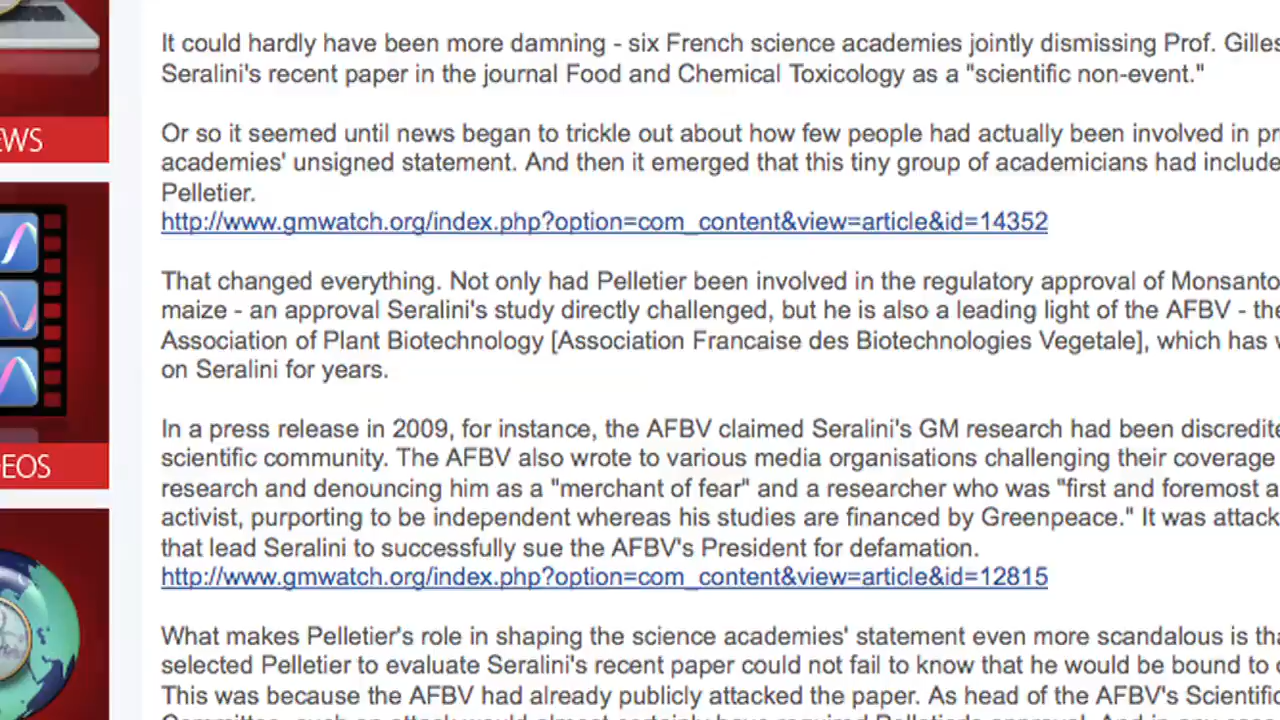 It could hardly have been more damning - six French science academies jointly dismissing Prof. Gilles
Seralini's recent paper in the journal Food and Chemical Toxicology as a "scientific non-event."
Or so it seemed until news began to trickle out about how few people had actually been involved in
academies' unsigned statement. And then it emerged that this tiny group of academicians had
Pelletier.
http://www.gmwatch.org/index.php?option=com_content&view=article&id=14352
That changed everything. Not only had Pelletier been involved in the regulatory approval of Monsanto
maize - an approval Seralini's study directly challenged, but he is also a leading light of the AFBV - the
Association of Plant Biotechnology [Association Francaise des Biotechnologies Vegetale], which has
on Seralini for years.
In a press release in 2009, for instance, the AFBV claimed Seralini's GM research had been
scientific community. The AFBV also wrote to various media organisations challenging their coverage
research and denouncing him as a "merchant of fear" and a researcher who was "first and foremost a
activist, purporting to be independent whereas his studies are financed by Greenpeace." It was
that lead Seralini to successfully sue the AFBV's President for defamation.
http://www.gmwatch.org/index.php?option=com_content&view=article&id=12815
What makes Pelletier's role in shaping the science academies' statement even more scandalous is
selected Pelletier to evaluate Seralini's recent paper could not fail to know that he would be bound to
This was because the AFBV had already publicly attacked the paper. As head of the AFBV's